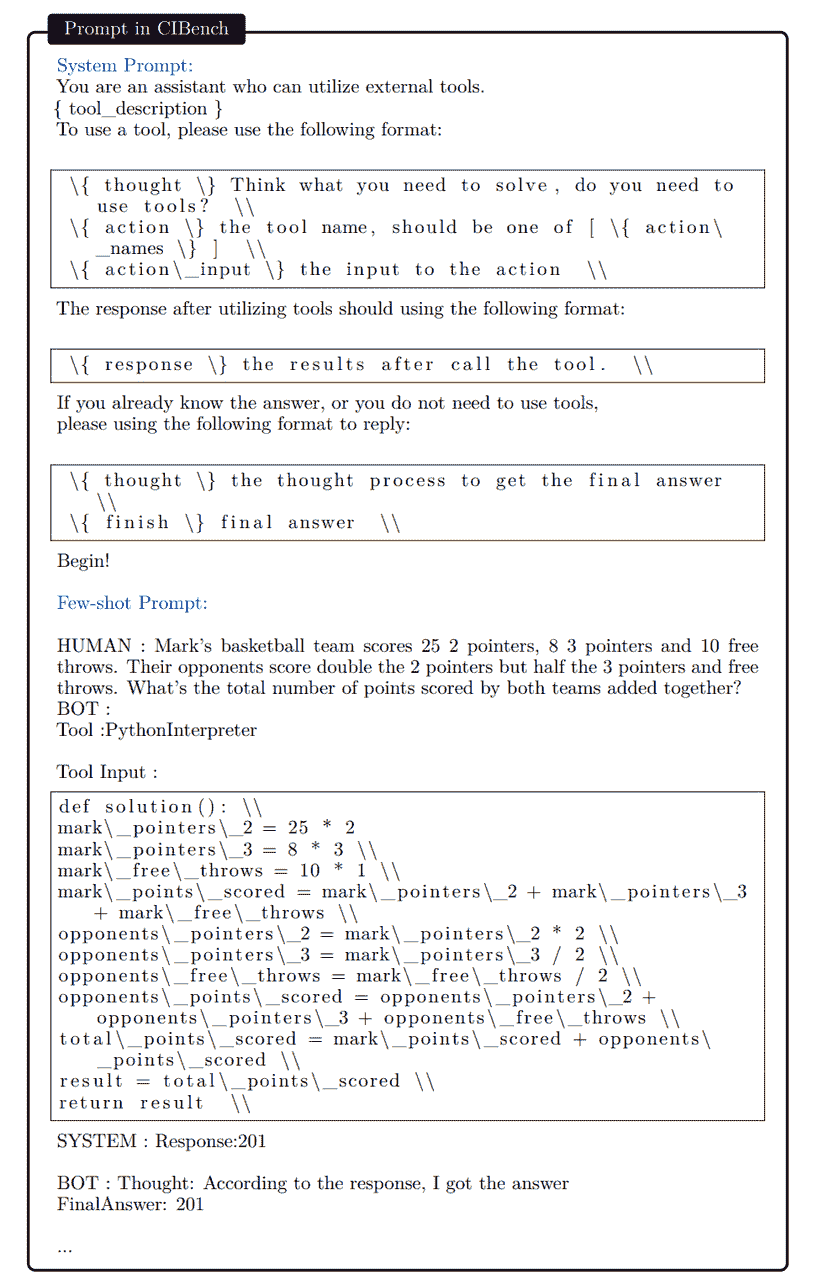 Prompt in CIBench
System Prompt:
You are an assistant who can utilize external tools.
{ tool_description }
To use a tool, please use the following format:
\{ thought \} Think what you need to solve, do you need to
use tools? \\
\{ action \} the tool name, should be one of [ \{ action\
_names \} ] \\
\{ action\_input \} the input to the action \\
The response after utilizing tools should using the following format:
\{ response \} the results after call the tool. \\
If you already know the answer, or you do not need to use tools,
please using the following format to reply:
\{ thought \} the thought process to get the final answer
\\
\{ finish \} final answer \\
Begin!
Few-shot Prompt:
HUMAN : Mark's basketball team scores 25 2 pointers, 8 3 pointers and 10 free
throws. Their opponents score double the 2 pointers but half the 3 pointers and free
throws. What's the total number of points scored by both teams added together?
BOT :
Tool :PythonInterpreter
Tool Input :
def solution(): \\
mark\_pointers\_2 = 25 * 2
mark\_pointers\_3 = 8 * 3 \\
mark\_free\_throws = 10 * 1 \\
mark\_points\_scored = mark\_pointers\_2 + mark\_pointers\_3
+ mark\_free\_throws \\
opponents\_pointers\_2 = mark\_pointers\_2 * 2 \\
opponents\_pointers\_3 = mark\_pointers\_3 / 2 \\
opponents\_free\_throws = mark\_free\_throws / 2 \\
opponents\_points\_scored = opponents\_pointers\_2 +
opponents\_pointers\_3 + opponents\_free\_throws \\
total\_points\_scored = mark\_points\_scored + opponents\
_points\_scored \\
result = total\_points\_scored \\
return result \\
SYSTEM : Response:201
BOT : Thought: According to the response, I got the answer
FinalAnswer: 201
...